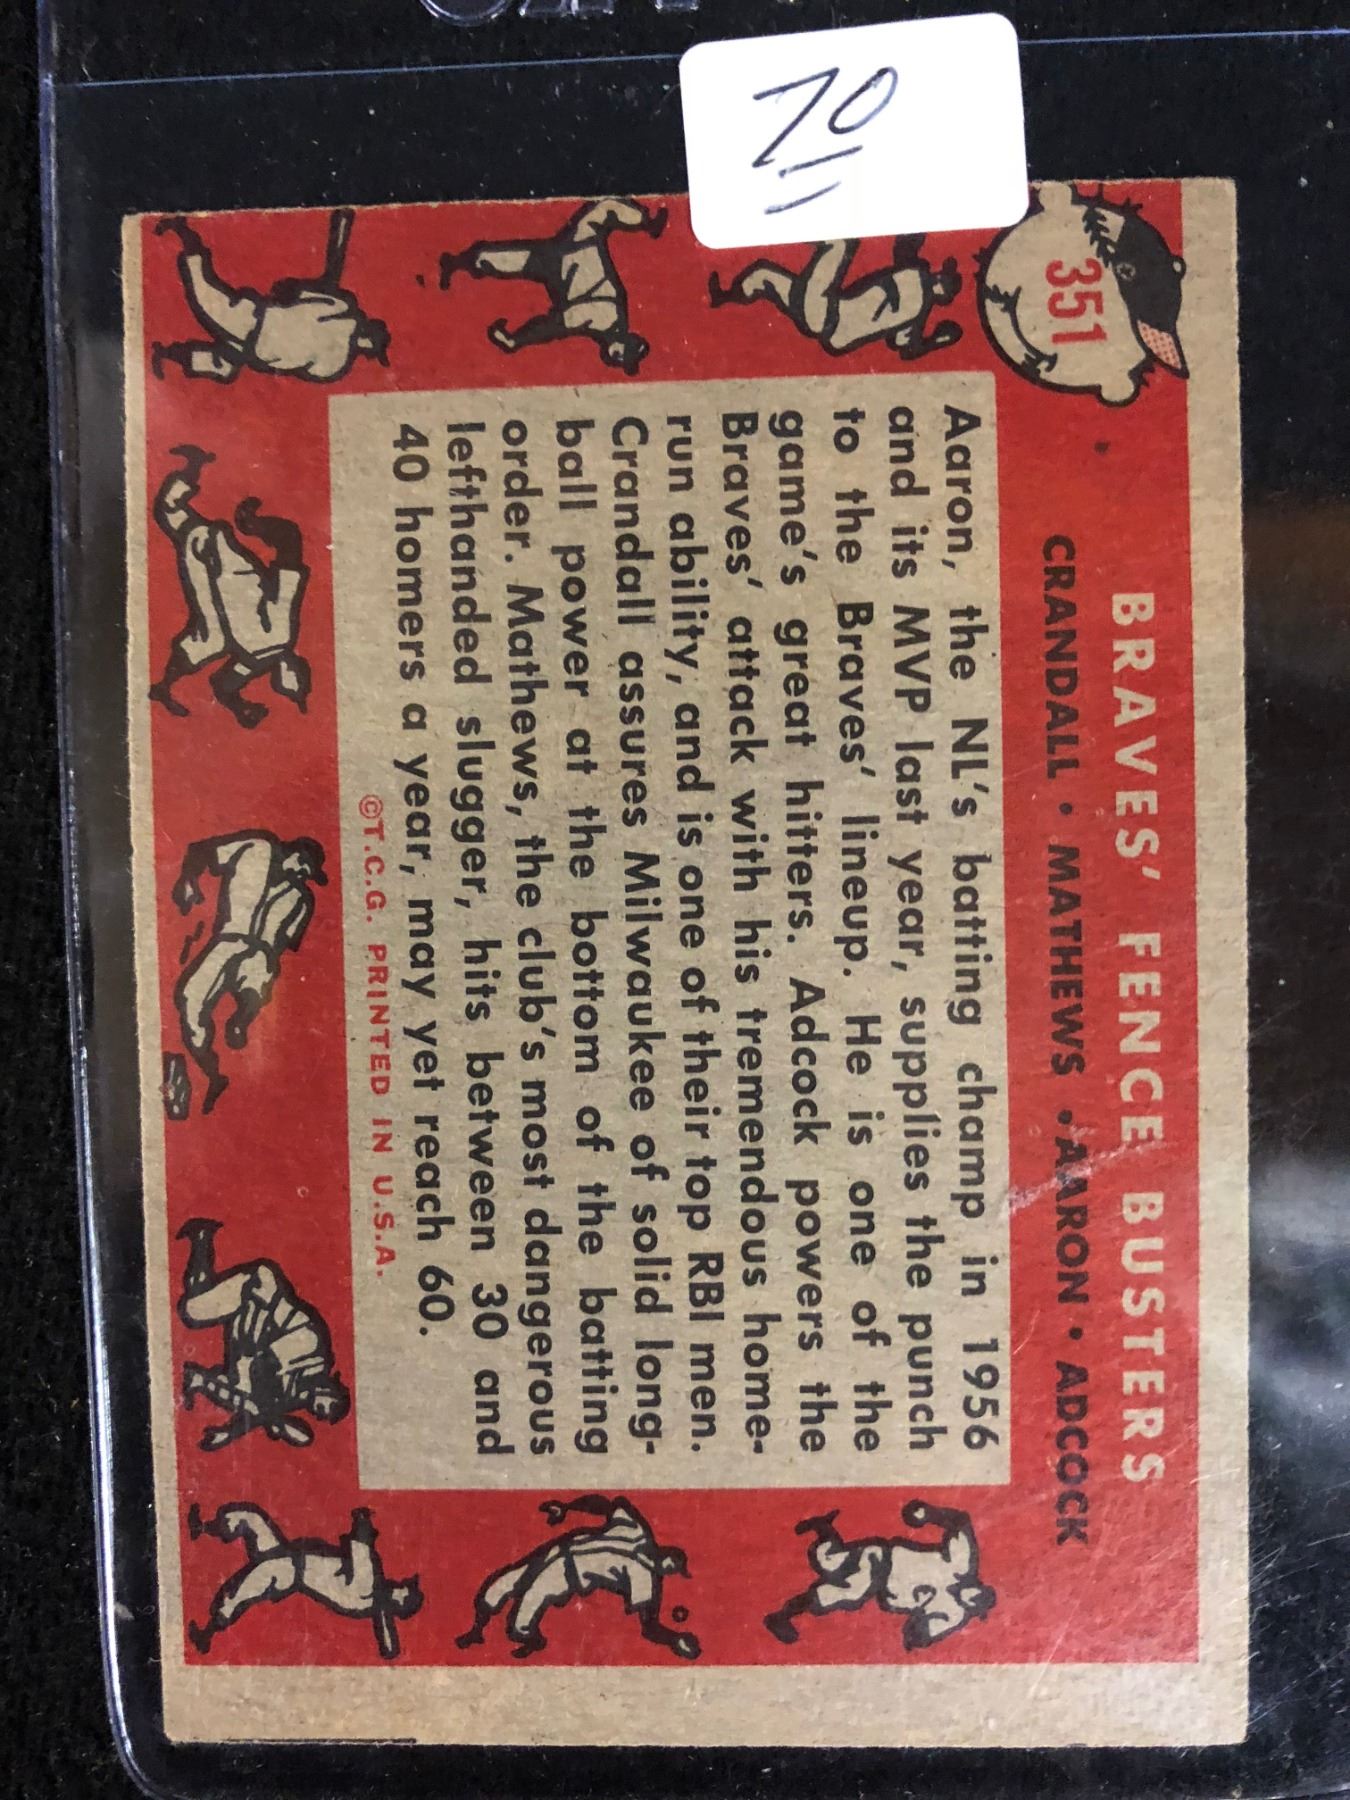 70
351
BRAVES' FENCE BUSTERS
CRANDALL • MATHEWS • AARON • ADCOCK
Aaron, the NL's batting champ in 1956
and its MVP last year, supplies the punch
to the Braves' lineup. He is one of the
game's great hitters. Adcock powers the
Braves' attack with his tremendous home-
run ability, and is one of their top RBI men.
Crandall assures Milwaukee of solid long-
ball power at the bottom of the batting
order. Mathews, the club's most dangerous
lefthanded slugger, hits between 30 and
40 homers a year, may yet reach 60.
©T.C.G. PRINTED IN U.S.A.